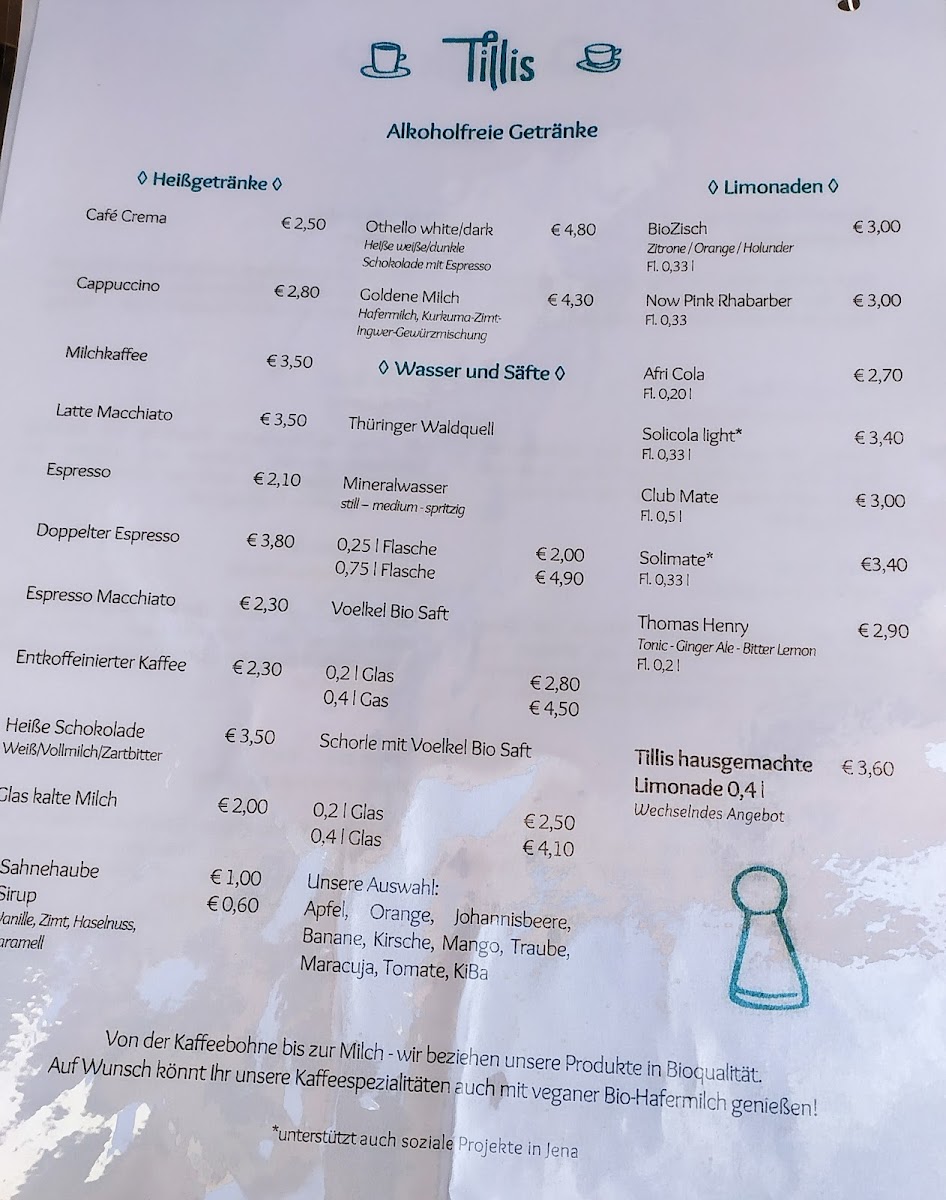 Tillis
Alkoholfreie Getränke
◊ Heißgetränke ◊
Café Crema € 2,50
Cappuccino € 2,80
Milchkaffee € 3,50
Latte Macchiato € 3,50
Espresso € 2,10
Doppelter Espresso € 3,80
Espresso Macchiato € 2,30
Entkoffeinierter Kaffee € 2,30
Heiße Schokolade € 3,50
Weiß/Vollmilch/Zartbitter
Glas kalte Milch € 2,00
Sahnehaube € 1,00
Sirup € 0,60
Vanille, Zimt, Haselnuss,
aramell
Othello white/dark € 4,80
Heiße weiße/dunkle
Schokolade mit Espresso
Goldene Milch € 4,30
Hafermilch, Kurkuma-Zimt-
Ingwer-Gewürzmischung
◊ Wasser und Säfte ◊
Thüringer Waldquell
Mineralwasser
still – medium - spritzig
0,25 l Flasche € 2,00
0,75 l Flasche € 4,90
Voelkel Bio Saft
0,2 l Glas € 2,80
0,4 l Gas € 4,50
Schorle mit Voelkel Bio Saft
0,2 l Glas € 2,50
0,4 l Glas € 4,10
Unsere Auswahl:
Apfel, Orange, Johannisbeere,
Banane, Kirsche, Mango, Traube,
Maracuja, Tomate, KiBa
◊ Limonaden ◊
BioZisch € 3,00
Zitrone / Orange / Holunder
Fl. 0,33 l
Now Pink Rhabarber € 3,00
Fl. 0,33
Afri Cola € 2,70
Fl. 0,20 l
Solicola light* € 3,40
Fl. 0,33 l
Club Mate € 3,00
Fl. 0,5 l
Solimate* €3,40
Fl. 0,33 l
Thomas Henry € 2,90
Tonic - Ginger Ale - Bitter Lemon
Fl. 0,2 l
Tillis hausgemachte € 3,60
Limonade 0,4 l
Wechselndes Angebot
Von der Kaffeebohne bis zur Milch - wir beziehen unsere Produkte in Bioqualität.
Auf Wunsch könnt Ihr unsere Kaffeespezialitäten auch mit veganer Bio-Hafermilch genießen!
*unterstützt auch soziale Projekte in Jena